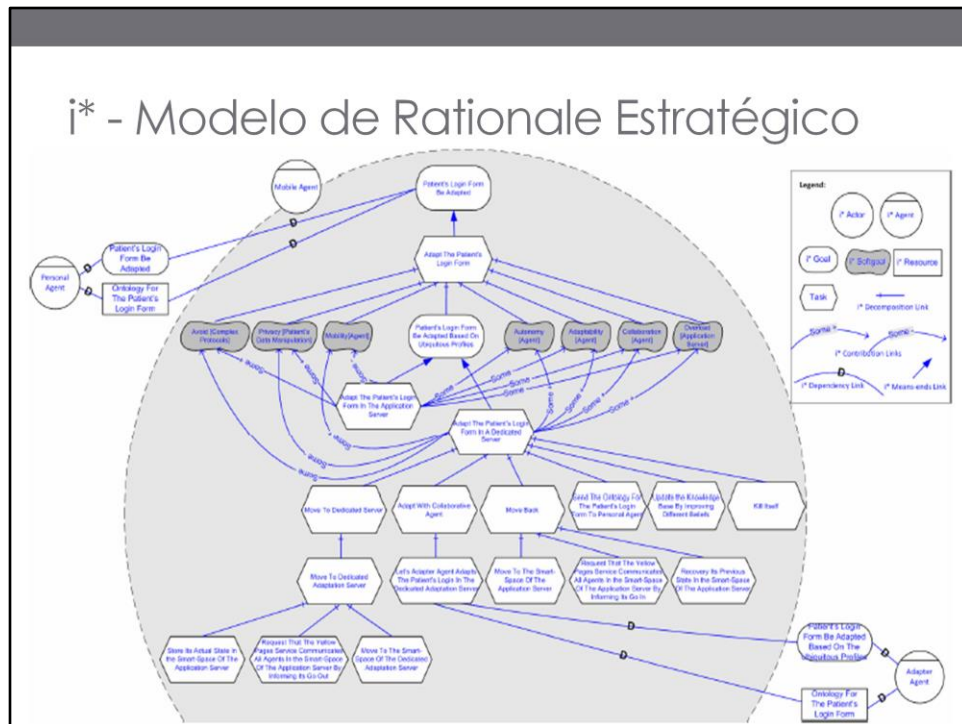 i* - Modelo de Rationale Estratégico
Mobile Agent
Patient's Login Form
Be Adapted
Legend:
i* Actor
i* Agent
i* Goal
i* Softgoal
i* Resource
Task
i* Decomposition Link
Some +
Some -
i* Contribution Links
D
i* Dependency Link
i* Means-ends Link
Personal
Agent
D
D
Patient's Login
Form Be
Adapted
Ontology For
The Patient's
Login Form
D
D
Adapt The Patient's
Login Form
Avoid [Complex
Protocols]
Privacy [Patient's
Data Manipulation]
Mobility[Agent]
Patient's Login Form
Be Adapted Based On
Ubiquitous Profiles
Autonomy
[Agent]
Adaptability
[Agent]
Collaboration
[Agent]
Overload
[Application
Server]
Adapt The Patient's Login
Form In The Application
Server
Adapt The Patient's Login
Form In A Dedicated
Server
Move To Dedicated Server
Adapt With Collaborative
Agent
Move Back
Send The Ontology For
The Patient's Login
Form To Personal Agent
Update the Knowledge
Base By Improving
Different Beliefs
Kill Itself
Move To Dedicated
Adaptation Server
Let's Adapter Agent Adapts
The Patient's Login In The
Dedicated Adaptation Server
Move To The Smart-
Space Of The
Application Server
Request That The Yellow
Pages Service Communicates
All Agents In the Smart-Space
Of The Application Server By
Informing Its Go In
Recovery Its Previous
State In the Smart-Space
Of The Application Server
Store Its Actual State In
the Smart-Space Of The
Application Server
Request That The Yellow
Pages Service Communicates
All Agents In the Smart-Space
Of The Application Server By
Informing Its Go Out
Move To The Smart-
Space Of The Dedicated
Adaptation Server
D
D
Patient's Login
Form Be Adapted
Based On The
Ubiquitous Profiles
Ontology For
The Patient's
Login Form
D
D
Adapter
Agent